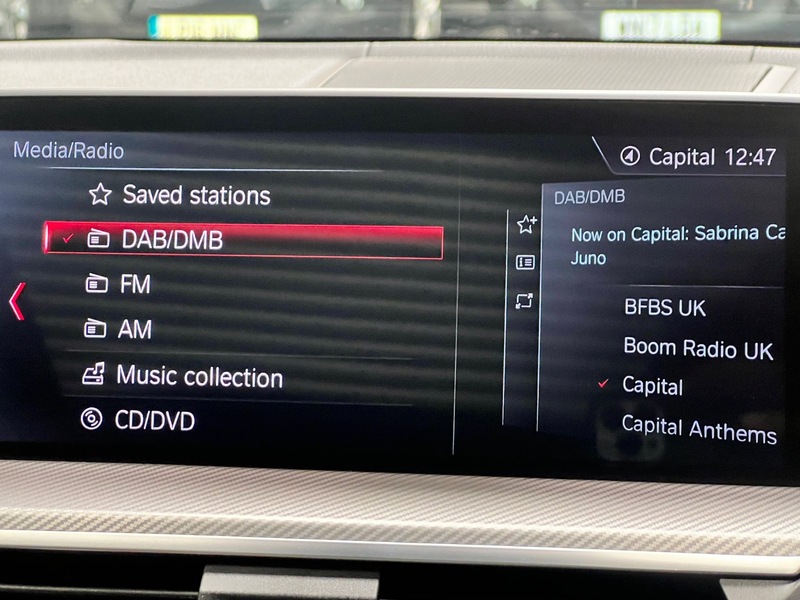 Media/Radio
Capital 12:47
Saved stations
DAB/DMB
FM
AM
Music collection
CD/DVD
DAB/DMB
Now on Capital: Sabrina Ca
Juno
BFBS UK
Boom Radio UK
Capital
Capital Anthems